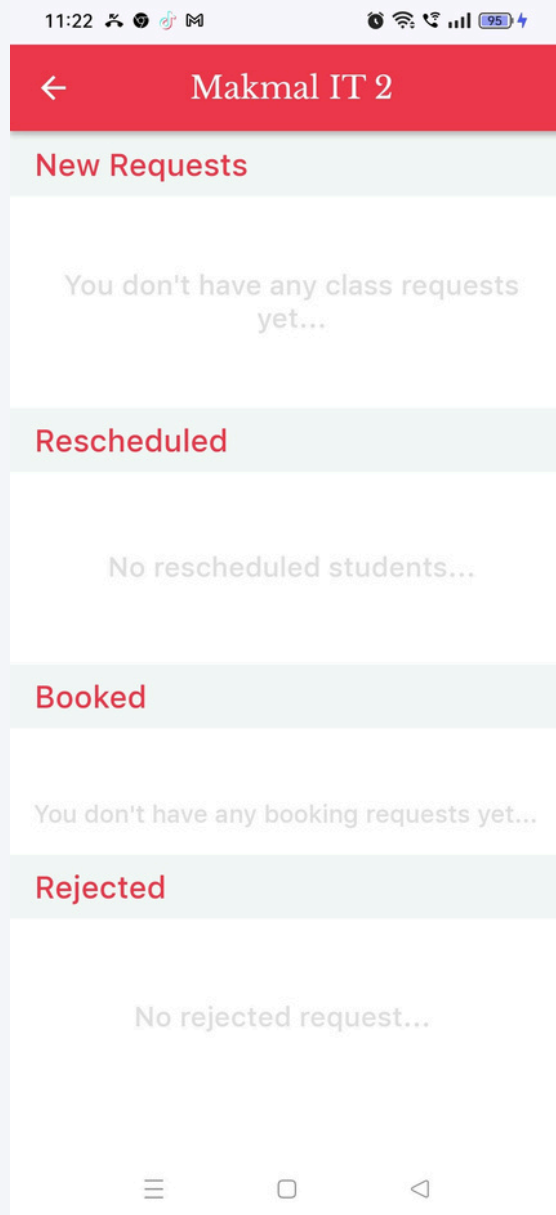 11:22
95
Makmal IT 2
New Requests
You don't have any class requests
yet...
Rescheduled
No rescheduled students...
Booked
You don't have any booking requests yet...
Rejected
No rejected request...